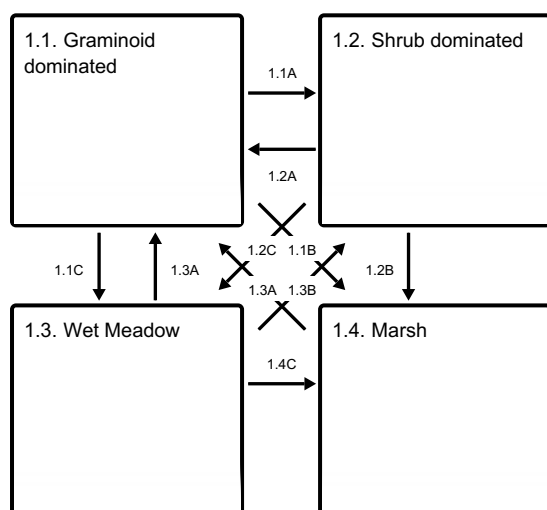 1.1. Graminoid
dominated
1.2. Shrub dominated
1.1A
1.2A
1.2C 1.1B
1.1C
1.3A
1.2B
1.3A 1.3B
1.3. Wet Meadow
1.4. Marsh
1.4C